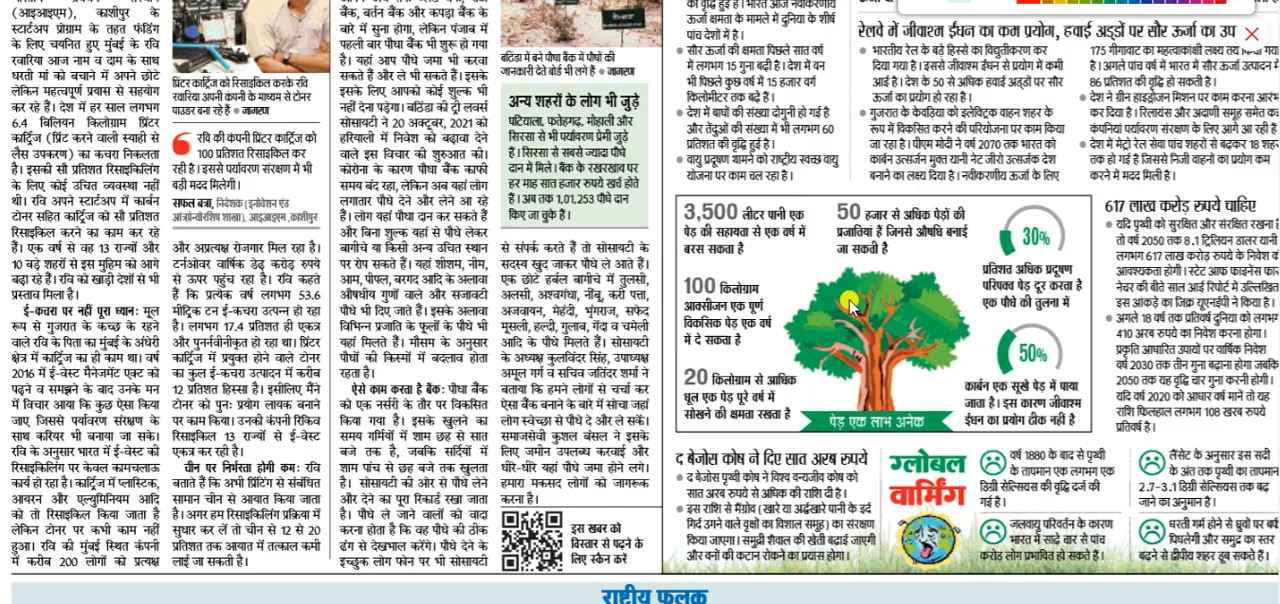 (आइआइएम), काशीपुर के
स्टार्टअप प्रोग्राम के तहत फंडिंग
के लिए चयनित हुए मुंबई के रवि
रवारिया आज नाम व दाम के साथ
धरती मां को बचाने में अपने छोटे
लेकिन महत्वपूर्ण प्रयास से सहयोग
कर रहे हैं। देश में हर साल लगभग
6.4 बिलियन किलोग्राम प्रिंटर
कार्ट्रिज (प्रिंट करने वाली स्याही से
लैस उपकरण) का कचरा निकलता
है। इसकी सौ प्रतिशत रिसाइकिलिंग
के लिए कोई उचित व्यवस्था नहीं
थी। रवि अपने स्टार्टअप में कार्बन
टोनर सहित कार्ट्रिज को सौ प्रतिशत
रिसाइकिल करने का काम कर रहे
हैं। एक वर्ष से वह 13 राज्यों और
10 बड़े शहरों से इस मुहिम को आगे
बढ़ा रहे हैं। रवि को खाड़ी देशों से भी
प्रस्ताव मिला है।
ई-कचरा पर नहीं पूरा ध्यान: मूल
रूप से गुजरात के कच्छ के रहने
वाले रवि के पिता का मुंबई के अंधेरी
क्षेत्र में कार्ट्रिज का ही काम था। वर्ष
2016 में ई-वेस्ट मैनेजमेंट एक्ट को
पढ़ने व समझने के बाद उनके मन
में विचार आया कि कुछ ऐसा किया
जाए जिससे पर्यावरण संरक्षण के
साथ करियर भी बनाया जा सके।
रवि के अनुसार भारत में ई-वेस्ट की
रिसाइकिलिंग पर केवल कामचलाऊ
कार्य हो रहा है। कार्ट्रिज में प्लास्टिक,
आयरन और एल्युमिनियम आदि
को तो रिसाइकिल किया जाता है
लेकिन टोनर पर कभी काम नहीं
हुआ। रवि की मुंबई स्थित कंपनी
में करीब 200 लोगों को प्रत्यक्ष
प्रिंटर कार्ट्रिज को रिसाइकिल करके रवि
रवारिया अपनी कंपनी के माध्यम से टोनर
पाउडर बना रहे हैं ● जागरण
रवि की कंपनी प्रिंटर कार्ट्रिज को
100 प्रतिशत रिसाइकिल कर
रही है। इससे पर्यावरण संरक्षण में भी
बड़ी मदद मिलेगी।
सफल बत्रा, निदेशक (इनोवेशन एंड
आंत्रप्रेन्योरशिप शाखा), आइआइएम, काशीपुर
और अप्रत्यक्ष रोजगार मिल रहा है।
टर्नओवर वार्षिक डेढ़ करोड़ रुपये
से ऊपर पहुंच रहा है। रवि कहते
हैं कि प्रत्येक वर्ष लगभग 53.6
मीट्रिक टन ई-कचरा उत्पन्न हो रहा
है। लगभग 17.4 प्रतिशत ही एकत्र
और पुनर्नवीनीकृत हो रहा था। प्रिंटर
कार्ट्रिज में प्रयुक्त होने वाले टोनर
का कुल ई-कचरा उत्पादन में करीब
12 प्रतिशत हिस्सा है। इसीलिए मैंने
टोनर को पुन: प्रयोग लायक बनाने
पर काम किया। उनकी कंपनी रिकिव
रिसाइकिल 13 राज्यों से ई-वेस्ट
एकत्र कर रही है।
चीन पर निर्भरता होगी कम: रवि
बताते हैं कि अभी प्रिंटिंग से संबंधित
सामान चीन से आयात किया जाता
है। अगर हम रिसाइकिलिंग प्रक्रिया में
सुधार कर लें तो चीन से 12 से 20
प्रतिशत तक आयात में तत्काल कमी
लाई जा सकती है।
बैंक, बर्तन बैंक और कपड़ा बैंक के
बारे में सुना होगा, लेकिन पंजाब में
पहली बार पौधा बैंक भी शुरू हो गया
है। यहां आप पौधे जमा भी करवा
सकते हैं और ले भी सकते हैं। इसके
इसके लिए आपको कोई शुल्क भी
नहीं देना पड़ेगा। बठिंडा की ट्री लवर्स
सोसायटी ने 20 अक्टूबर, 2021 को
हरियाली में निवेश को बढ़ावा देने
वाले इस विचार की शुरुआत की।
कोरोना के कारण पौधा बैंक काफी
समय बंद रहा, लेकिन अब यहां लोग
लगातार पौधे देने और लेने आ रहे
हैं। लोग यहां पौधा दान कर सकते हैं
और बिना शुल्क यहां से पौधे लेकर
बागीचे या किसी अन्य उचित स्थान
पर रोप सकते हैं। यहां शीशम, नीम,
आम, पीपल, बरगद आदि के अलावा
औषधीय गुणों वाले और सजावटी
पौधे भी दिए जाते हैं। इसके अलावा
विभिन्न प्रजाति के फूलों के पौधे भी
यहां मिलते हैं। मौसम के अनुसार
पौधों की किस्मों में बदलाव होता
रहता है।
ऐसे काम करता है बैंक: पौधा बैंक
को एक नर्सरी के तौर पर विकसित
किया गया है। इसके खुलने का
समय गर्मियों में शाम छह से सात
बजे तक है, जबकि सर्दियों में
शाम पांच से छह बजे तक खुलता
है। सोसायटी की ओर से पौधे लेने
और देने का पूरा रिकार्ड रखा जाता
है। पौधे ले जाने वालों को वादा
करना होता है कि वह पौधे की ठीक
ढंग से देखभाल करेंगे। पौधे देने के
इच्छुक लोग फोन पर भी सोसायटी
बठिंडा में बने पौधा बैंक में पौधों की
जानकारी देते बोर्ड भी लगे हैं ● जागरण
अन्य शहरों के लोग भी जुड़े
पटियाला, फतेहगढ़, मोहाली और
सिरसा से भी पर्यावरण प्रेमी जुड़े
हैं। सिरसा से सबसे ज्यादा पौधे
दान में मिले। बैंक के रखरखाव पर
हर माह सात हजार रुपये खर्च होते
हैं। अब तक 1,01,253 पौधे दान
किए जा चुके हैं।
से संपर्क करते हैं तो सोसायटी के
सदस्य खुद जाकर पौधे ले आते हैं।
एक छोटे हर्बल बागीचे में तुलसी,
अलसी, अश्वगंधा, नींबू, करी पत्ता,
अजवायन, मेहंदी, भृंगराज, सफेद
मूसली, हल्दी, गुलाब, गेंदा व चमेली
आदि के पौधे मिलते हैं। सोसायटी
के अध्यक्ष कुलविंदर सिंह, उपाध्यक्ष
अमूल गर्ग व सचिव जतिंदर शर्मा ने
बताया कि हमने लोगों से चर्चा कर
ऐसा बैंक बनाने के बारे में सोचा जहां
लोग स्वेच्छा से पौधे दे और ले सकें।
समाजसेवी कुशल बंसल ने इसके
लिए जमीन उपलब्ध करवाई और
धीरे-धीरे यहां पौधे जमा होने लगे।
हमारा मकसद लोगों को जागरूक
करना है।
इस खबर को
विस्तार से पढ़ने के
लिए स्कैन करें
की वृद्धि हुई है। भारत आज नवीकरणीय
ऊर्जा क्षमता के मामले में दुनिया के शीर्ष
पांच देशों में है।
● सौर ऊर्जा की क्षमता पिछले सात वर्ष
में लगभग 15 गुना बढ़ी है। देश में वन
भी पिछले कुछ वर्ष में 15 हजार वर्ग
किलोमीटर तक बढ़े हैं।
● देश में बाघों की संख्या दोगुनी हो गई है
और तेंदुओं की संख्या में भी लगभग 60
प्रतिशत की वृद्धि हुई है।
● वायु प्रदूषण थामने को राष्ट्रीय स्वच्छ वायु
योजना पर काम चल रहा है।
रेलवे में जीवाश्म ईंधन का कम प्रयोग, हवाई अड्डों पर सौर ऊर्जा का उप
● भारतीय रेल के बड़े हिस्से का विद्युतीकरण कर
दिया गया है। इससे जीवाश्म ईंधन के प्रयोग में कमी
आई है। देश के 50 से अधिक हवाई अड्डों पर सौर
ऊर्जा का प्रयोग हो रहा है।
● गुजरात के केवड़िया को इलेक्ट्रिक वाहन शहर के
रूप में विकसित करने की परियोजना पर काम किया
जा रहा है। पीएम मोदी ने वर्ष 2070 तक भारत को
कार्बन उत्सर्जन मुक्त यानी नेट जीरो उत्सर्जक देश
बनाने का लक्ष्य दिया है। नवीकरणीय ऊर्जा के लिए
175 गीगावाट का महत्वाकांक्षी लक्ष्य तय किया गया
है। अगले पांच वर्ष में भारत में सौर ऊर्जा उत्पादन में
86 प्रतिशत की वृद्धि हो सकती है।
● देश ने ग्रीन हाइड्रोजन मिशन पर काम करना आरंभ
कर दिया है। रिलायंस और अदाणी समूह समेत क
कंपनियां पर्यावरण संरक्षण के लिए आगे आ रही हैं
● देश में मेट्रो रेल सेवा पांच शहरों से बढ़कर 18 शहर
तक हो गई है जिससे निजी वाहनों का प्रयोग कम
करने में मदद मिली है।
3,500 लीटर पानी एक
पेड़ की सहायता से एक वर्ष में
बरस सकता है
50 हजार से अधिक पेड़ों की
प्रजातियां हैं जिनसे औषधि बनाई
जा सकती है
100 किलोग्राम
आक्सीजन एक पूर्ण
विकसिक पेड़ एक वर्ष
में दे सकता है
20 किलोग्राम से अधिक
धूल एक पेड़ पूरे वर्ष में
सोखने की क्षमता रखता है
पेड़ एक लाभ अनेक
30%
प्रतिशत अधिक प्रदूषण
परिपक्व पेड़ दूर करता है
एक पौधे की तुलना में
50%
कार्बन एक सूखे पेड़ में पाया
जाता है। इस कारण जीवाश्म
ईंधन का प्रयोग ठीक नहीं है
617 लाख करोड़ रुपये चाहिए
● यदि पृथ्वी को सुरक्षित और संरक्षित रखना है
तो वर्ष 2050 तक 8.1 ट्रिलियन डालर यानी
लगभग 617 लाख करोड़ रुपये के निवेश की
आवश्यकता होगी। स्टेट आफ फाइनेंस फार
नेचर की बीते साल आई रिपोर्ट में उल्लिखित
इस आंकड़े का जिक्र यूएनईपी ने किया है।
● अगले 18 वर्ष तक प्रतिवर्ष दुनिया को लगभग
410 अरब रुपये का निवेश करना होगा।
प्रकृति आधारित उपायों पर वार्षिक निवेश
वर्ष 2030 तक तीन गुना बढ़ाना होगा जबकि
2050 तक यह वृद्धि चार गुना करनी होगी।
यदि वर्ष 2020 को आधार वर्ष मानें तो यह
राशि फिलहाल लगभग 108 खरब रुपये
प्रतिवर्ष है।
द बेजोस कोष ने दिए सात अरब रुपये
● द बेजोस पृथ्वी कोष ने विश्व वन्यजीव कोष को
सात अरब रुपये से अधिक की राशि दी है।
● इस राशि से मैंग्रोव (खारे या अर्द्धखारे पानी के इर्द
गिर्द उगने वाले वृक्षों का विशाल समूह) का संरक्षण
किया जाएगा। समुद्री शैवाल की खेती बढ़ाई जाएगी
और वनों की कटान रोकने का प्रयास होगा।
ग्लोबल
वार्मिंग
वर्ष 1880 के बाद से पृथ्वी
के तापमान एक लगभग एक
डिग्री सेल्सियस की वृद्धि दर्ज की
गई है।
जलवायु परिवर्तन के कारण
भारत में साढ़े चार से पांच
करोड़ लोग प्रभावित हो सकते हैं।
लैंसेट के अनुसार इस सदी
के अंत तक पृथ्वी का तापमान
2.7-3.1 डिग्री सेल्सियस तक बढ़
जाने का अनुमान है।
धरती गर्म होने से ध्रुवों पर बर्फ
पिघलेगी और समुद्र का स्तर
बढ़ने से द्वीपीय शहर डूब सकते हैं।
राष्ट्रीय फलक